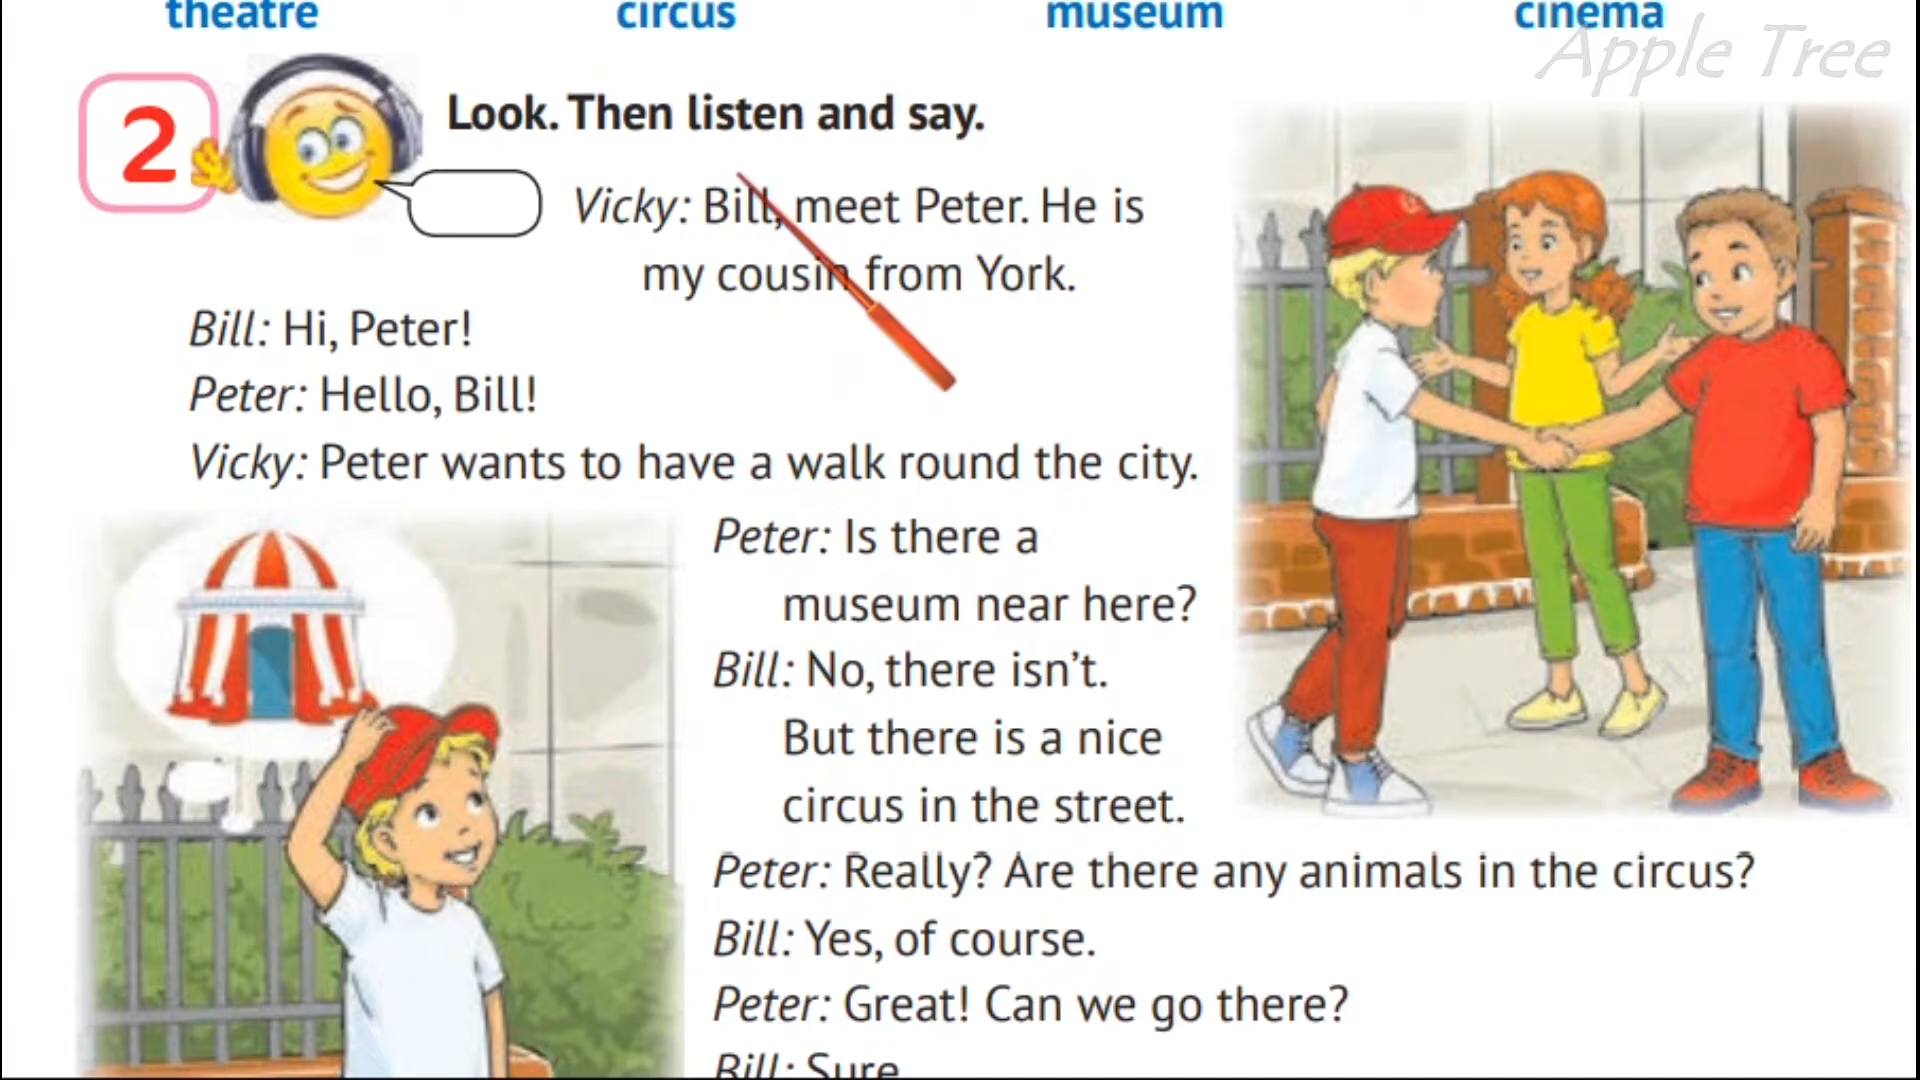 theatre circus museum cinema
Apple Tree
2 Look. Then listen and say.
Vicky: Bill, meet Peter. He is
my cousin from York.
Bill: Hi, Peter!
Peter: Hello, Bill!
Vicky: Peter wants to have a walk round the city.
Peter: Is there a
museum near here?
Bill: No, there isn’t.
But there is a nice
circus in the street.
Peter: Really? Are there any animals in the circus?
Bill: Yes, of course.
Peter: Great! Can we go there?
Bill: Sure